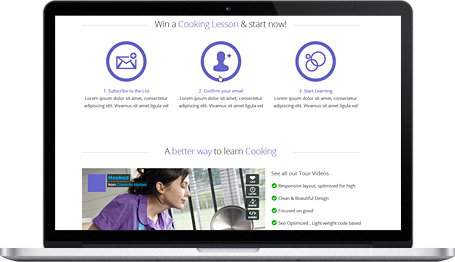 Win a Cooking Lesson & start now!
1. Subscribe to the List
Lorem ipsum dolor sit amet, consectetur
adipiscing elit. Vivamus sit amet ligula vel
2. Confirm your email
Lorem ipsum dolor sit amet, consectetur
adipiscing elit. Vivamus sit amet ligula vel
3. Start Learning
Lorem ipsum dolor sit amet, consectetur
adipiscing elit. Vivamus sit amet ligula vel
A better way to learn Cooking
Hooked
from Character Matters
See all our Tour Videos
Responsive layout, optimized for high
Clean & Beautiful Design
Focused on good
Seo Optimized , Light weight code based